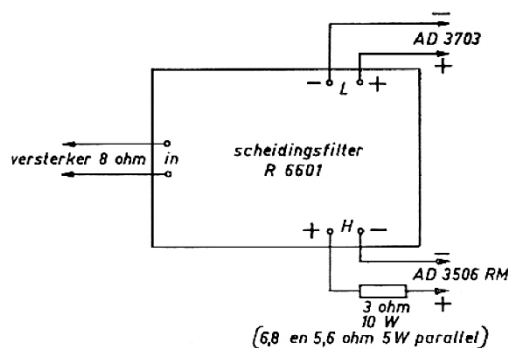 −
AD 3703
+
− L +
versterker 8 ohm in
scheidingsfilter
R 6601
+ H −
−
AD 3506 RM
+
3 ohm
10 W
(6,8 en 5,6 ohm 5W parallel)